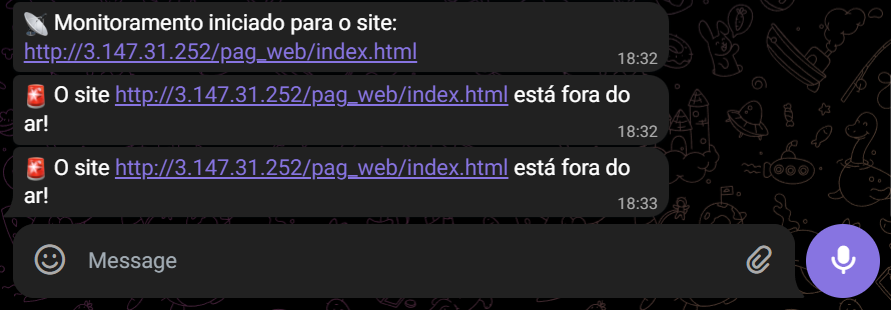 📡 Monitoramento iniciado para o site:
http://3.147.31.252/pag_web/index.html
18:32
🚨 O site http://3.147.31.252/pag_web/index.html está fora do
ar!
18:32
🚨 O site http://3.147.31.252/pag_web/index.html está fora do
ar!
18:33
Message